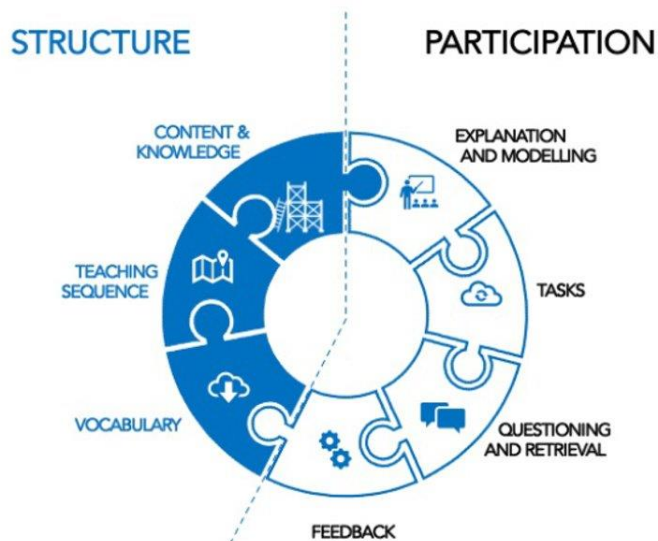 STRUCTURE
PARTICIPATION
CONTENT &
KNOWLEDGE
EXPLANATION
AND MODELLING
TEACHING
SEQUENCE
TASKS
VOCABULARY
QUESTIONING
AND RETRIEVAL
FEEDBACK